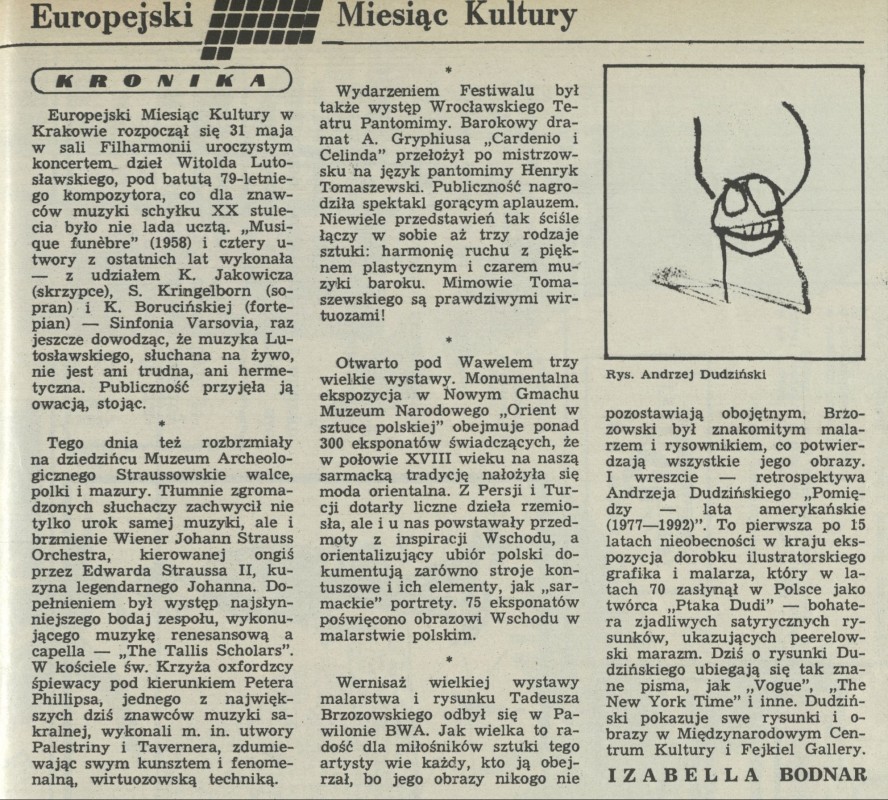 Europejski Miesiąc Kultury
KRONIKA
Europejski Miesiąc Kultury w
Krakowie rozpoczął się 31 maja
w sali Filharmonii uroczystym
koncertem dzieł Witolda Luto-
sławskiego, pod batutą 79-letnie-
go kompozytora, co dla znaw-
ców muzyki schyłku XX stule-
cia było nie lada ucztą. „Musi-
que funèbre” (1958) i cztery u-
twory z ostatnich lat wykonała
— z udziałem K. Jakowicza
(skrzypce), S. Kringelborn (so-
pran) i K. Borucińskiej (forte-
pian) — Sinfonia Varsovia, raz
jeszcze dowodząc, że muzyka Lu-
tosławskiego, słuchana na żywo,
nie jest ani trudna, ani herme-
tyczna. Publiczność przyjęła ją
owacją, stojąc.
*
Tego dnia też rozbrzmiały
na dziedzińcu Muzeum Archeolo-
gicznego Straussowskie walce,
polki i mazury. Tłumnie zgroma-
dzonych słuchaczy zachwycił nie
tylko urok samej muzyki, ale i
brzmienie Wiener Johann Strauss
Orchestra, kierowanej ongiś
przez Edwarda Straussa II, ku-
zyna legendarnego Johanna. Do-
pełnieniem był występ najsłyn-
niejszego bodaj zespołu, wykonu-
jącego muzykę renesansową a
capella — „The Tallis Scholars”.
W kościele św. Krzyża oxfordzcy
śpiewacy pod kierunkiem Petera
Phillipsa, jednego z najwięk-
szych dziś znawców muzyki sa-
kralnej, wykonali m. in. utwory
Palestriny i Tavernera, zdumie-
wając swym kunsztem i fenome-
nalną, wirtuozowską techniką.
*
Wydarzeniem Festiwalu był
także występ Wrocławskiego Te-
atru Pantomimy. Barokowy dra-
mat A. Gryphiusa „Cardenio i
Celinda” przełożył po mistrzow-
sku na język pantomimy Henryk
Tomaszewski. Publiczność nagro-
dziła spektakl gorącym aplauzem.
Niewiele przedstawień tak ściśle
łączy w sobie aż trzy rodzaje
sztuki: harmonię ruchu z pięk-
nem plastycznym i czarem mu-
zyki baroku. Mimowie Toma-
szewskiego są prawdziwymi wir-
tuozami!
*
Otwarto pod Wawelem trzy
wielkie wystawy. Monumentalna
ekspozycja w Nowym Gmachu
Muzeum Narodowego „Orient w
sztuce polskiej” obejmuje ponad
300 eksponatów świadczących, że
w połowie XVIII wieku na naszą
sarmacką tradycję nałożyła się
moda orientalna. Z Persji i Tur-
cji dotarły liczne dzieła rzemio-
sła, ale i u nas powstawały przed-
moty z inspiracji Wschodu, a
orientalizujący ubiór polski do-
kumentują zarówno stroje kon-
tuszowe i ich elementy, jak „sar-
mackie” portrety. 75 eksponatów
poświęcono obrazowi Wschodu w
malarstwie polskim.
*
Wernisaż wielkiej wystawy
malarstwa i rysunku Tadeusza
Brzozowskiego odbył się w Pa-
wilonie BWA. Jak wielka to ra-
dość dla miłośników sztuki tego
artysty wie każdy, kto ją obej-
rzał, bo jego obrazy nikogo nie
Rys. Andrzej Dudziński
pozostawiają obojętnym. Brzo-
zowski był znakomitym mala-
rzem i rysownikiem, co potwier-
dzają wszystkie jego obrazy.
I wreszcie — retrospektywa
Andrzeja Dudzińskiego „Pomię-
dzy — lata amerykańskie
(1977—1992)”. To pierwsza po 15
latach nieobecności w kraju eks-
pozycja dorobku ilustratorskiego
grafika i malarza, który w la-
tach 70 zasłynął w Polsce jako
twórca „Ptaka Dudi” — bohate-
ra zjadliwych satyrycznych ry-
sunków, ukazujących peerelow-
ski marazm. Dziś o rysunki Du-
dzińskiego ubiegają się tak zna-
ne pisma, jak „Vogue”, „The
New York Time” i inne. Dudziń-
ski pokazuje swe rysunki i o-
brazy w Międzynarodowym Cen-
trum Kultury i Fejkiel Gallery.
IZABELLA BODNAR